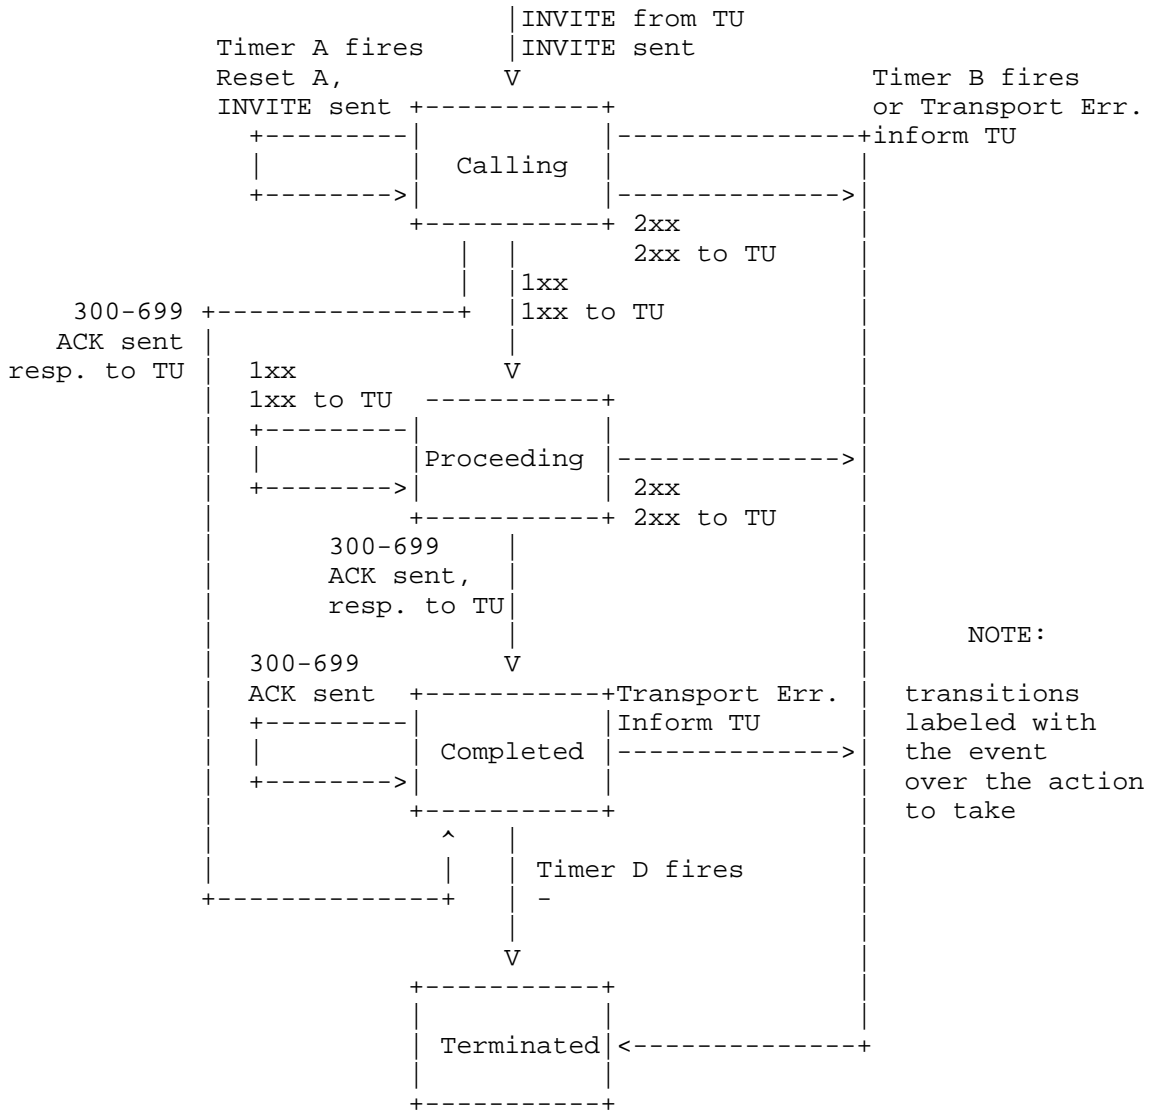 INVITE from TU
Timer A fires INVITE sent
Reset A, V Timer B fires
INVITE sent or Transport Err.
inform TU
Calling
2xx
2xx to TU
1xx
300-699 1xx to TU
ACK sent
resp. to TU 1xx V
1xx to TU
Proceeding
2xx
2xx to TU
300-699
ACK sent,
resp. to TU
NOTE:
300-699 V
ACK sent Transport Err. transitions
Inform TU labeled with
Completed the event
over the action
to take
Timer D fires
-
V
Terminated